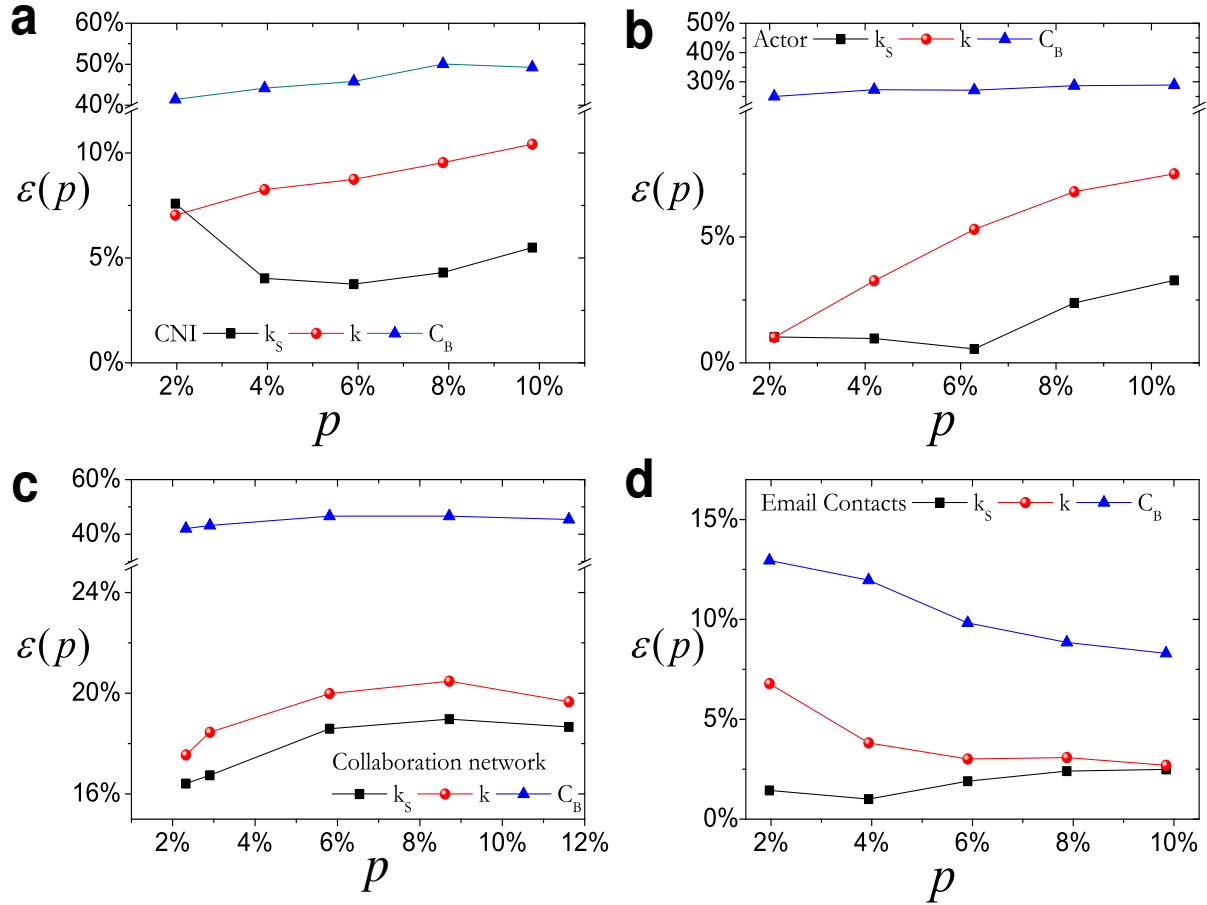 a
60%
50%
40%
10%
5%
0%
ε(p)
CNI k_S k C_B
2% 4% 6% 8% 10%
p
b
50%
40%
30%
5%
0%
ε(p)
Actor k_S k C_B
2% 4% 6% 8% 10%
p
c
60%
40%
24%
20%
16%
ε(p)
Collaboration network
k_S k C_B
2% 4% 6% 8% 10% 12%
p
d
15%
10%
5%
0%
ε(p)
Email Contacts k_S k C_B
2% 4% 6% 8% 10%
p